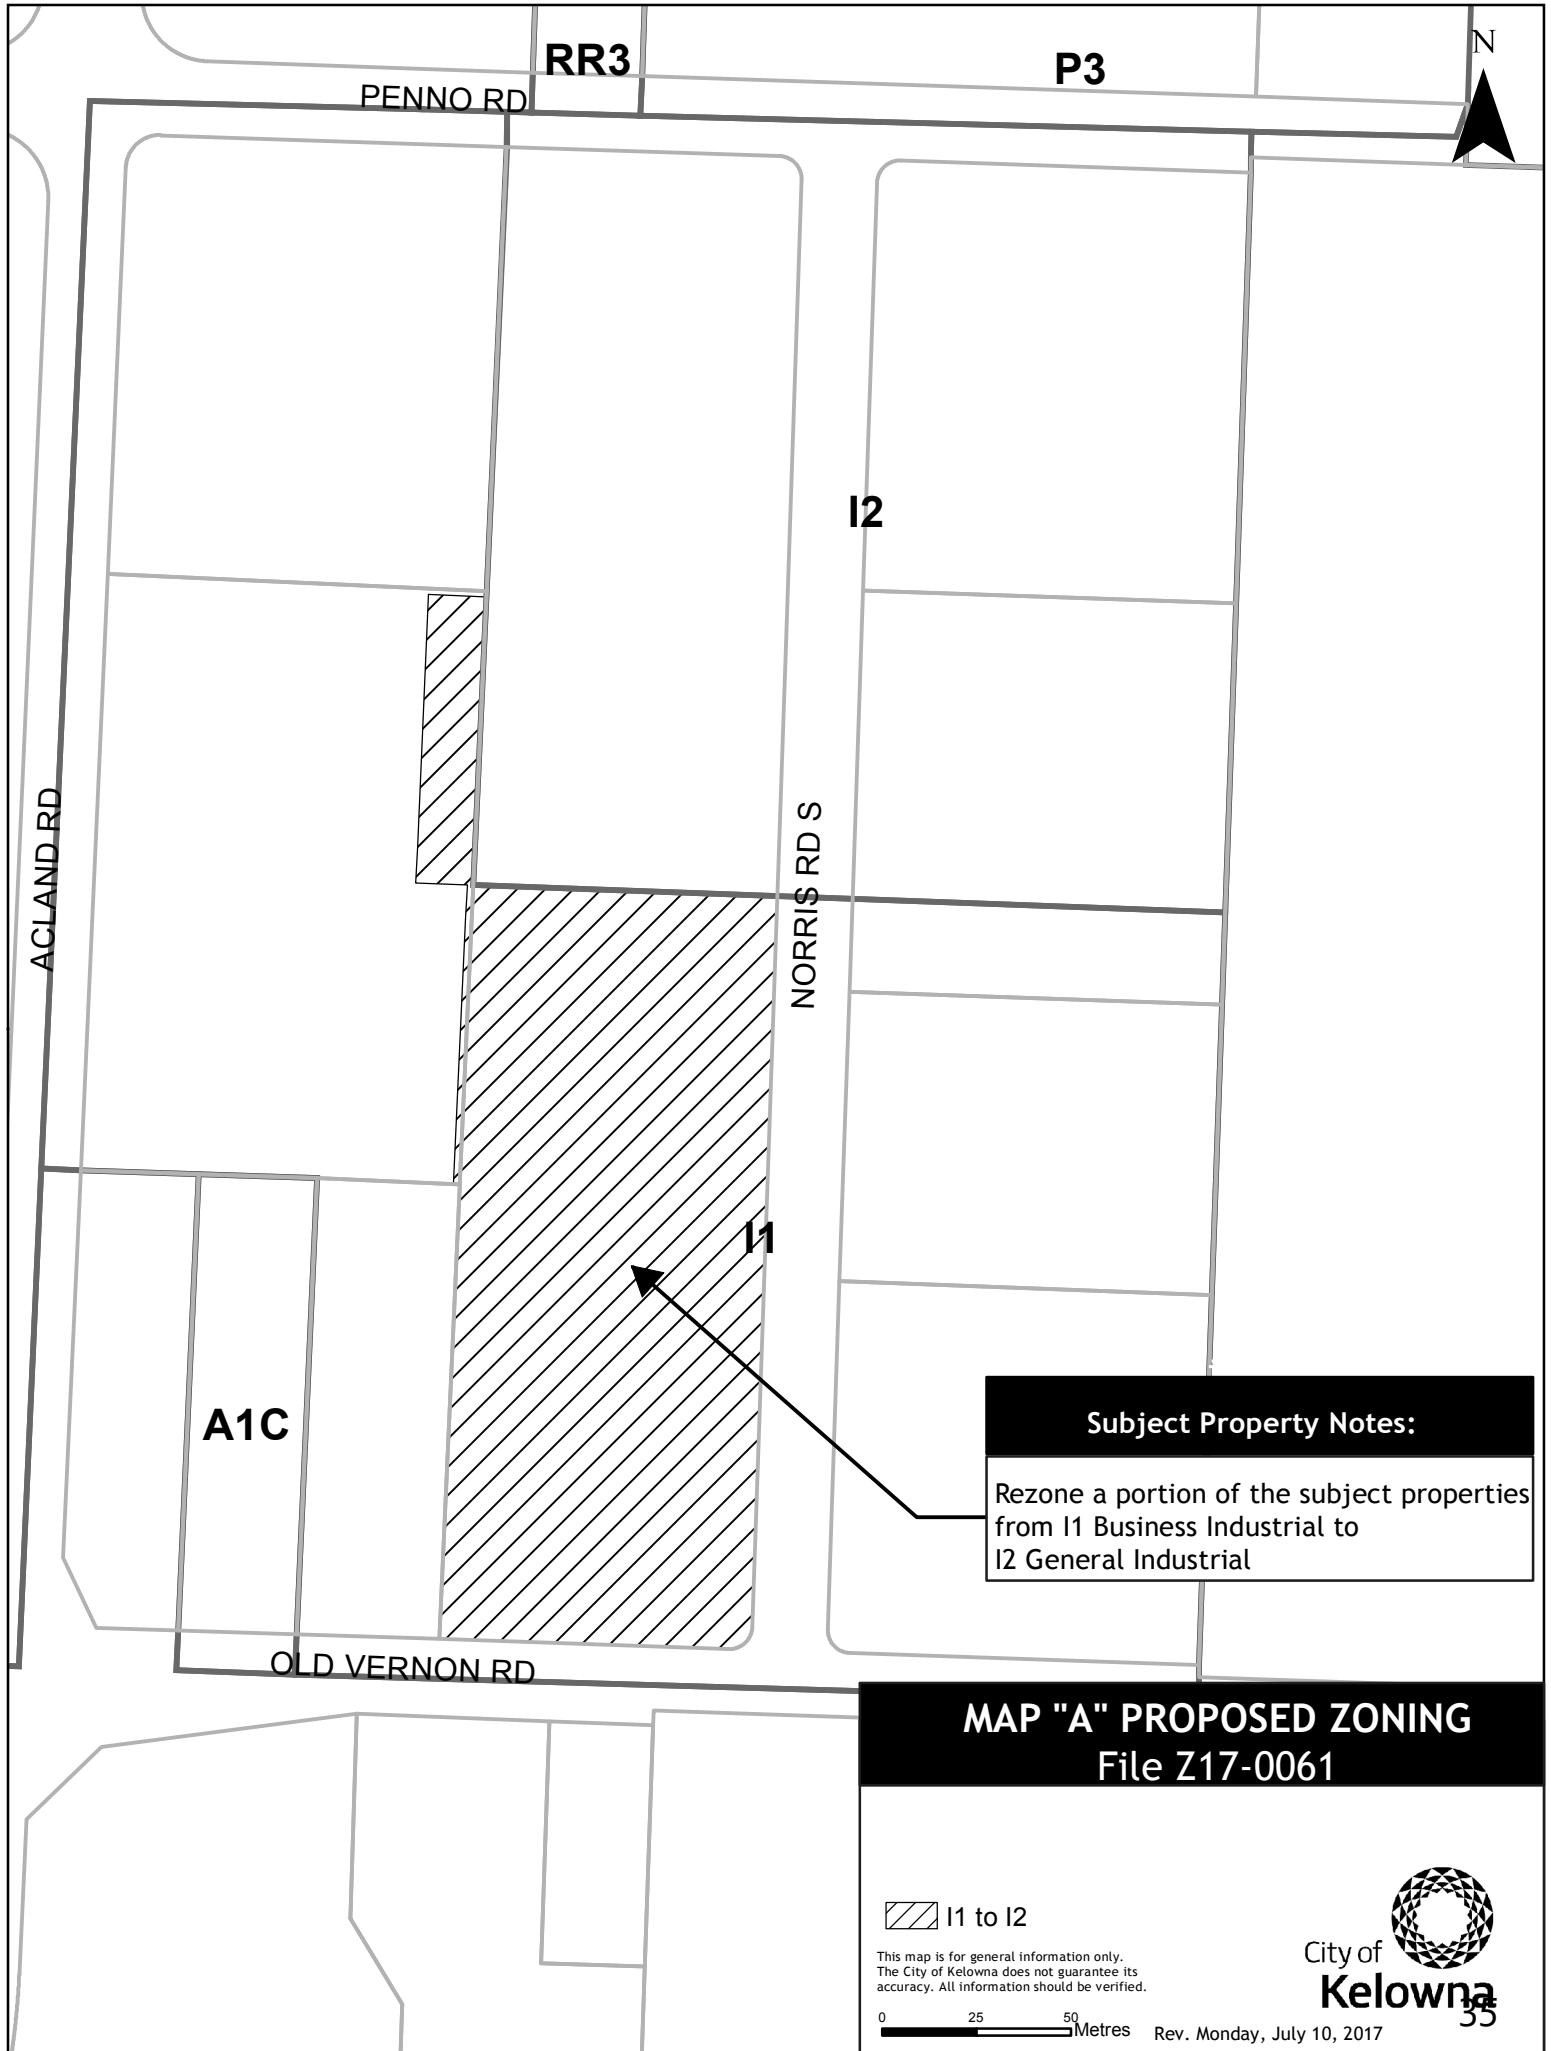 N
RR3
P3
PENNO RD
I2
ACLAND RD
NORRIS RD S
I1
A1C
Subject Property Notes:
Rezone a portion of the subject properties
from I1 Business Industrial to
I2 General Industrial
OLD VERNON RD
MAP "A" PROPOSED ZONING
File Z17-0061
I1 to I2
This map is for general information only.
The City of Kelowna does not guarantee its
accuracy. All information should be verified.
City of
Kelowna
35
0 25 50
Metres
Rev. Monday, July 10, 2017